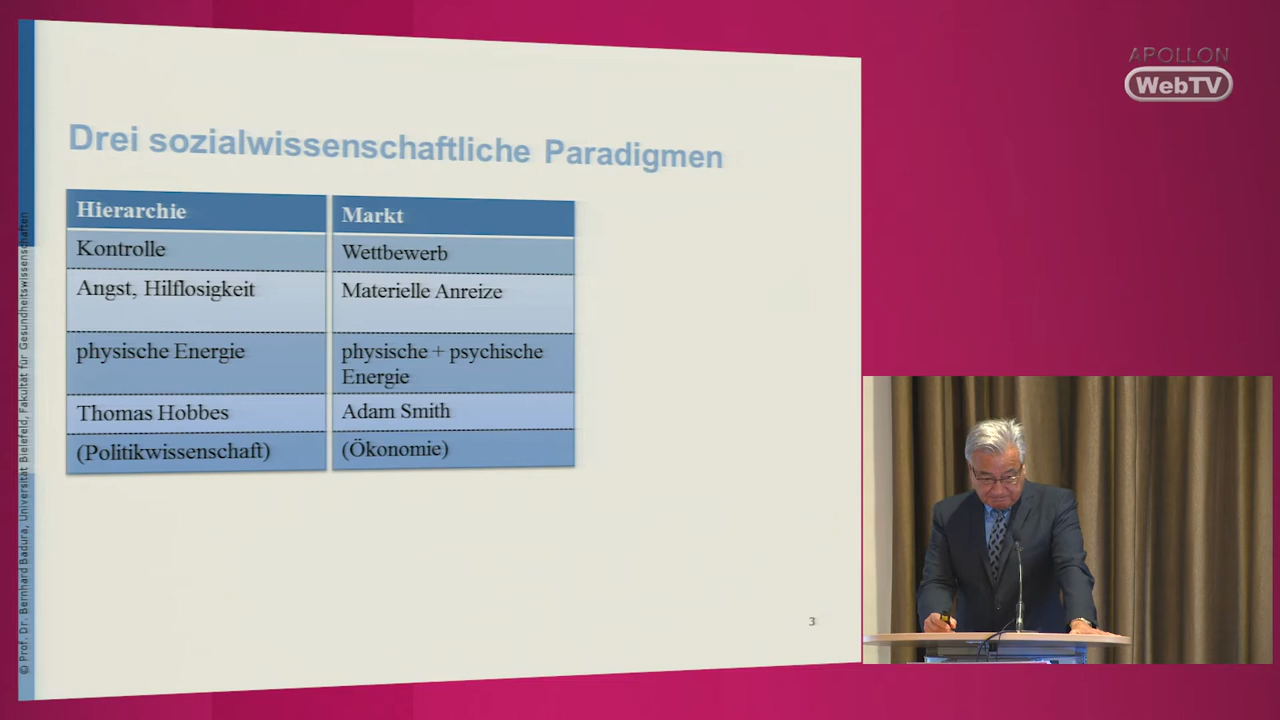 APOLLON
WebTV
Drei sozialwissenschaftliche Paradigmen
Hierarchie
Markt
Kontrolle
Wettbewerb
Angst, Hilflosigkeit
Materielle Anreize
physische Energie
physische + psychische
Energie
Thomas Hobbes
Adam Smith
(Politikwissenschaft)
(Ökonomie)
3
© Prof. Dr. Bernhard Badura, Universität Bielefeld, Fakultät für Gesundheitswissenschaften